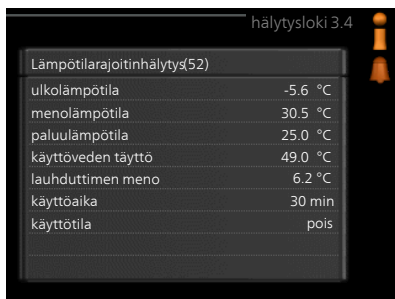 hälytysloki 3.4
Lämpötilarajoitinhälytys(52)
ulkolämpötila -5.6 °C
menolämpötila 30.5 °C
paluulämpötila 25.0 °C
käyttöveden täyttö 49.0 °C
lauhduttimen meno 6.2 °C
käyttöaika 30 min
käyttötila pois